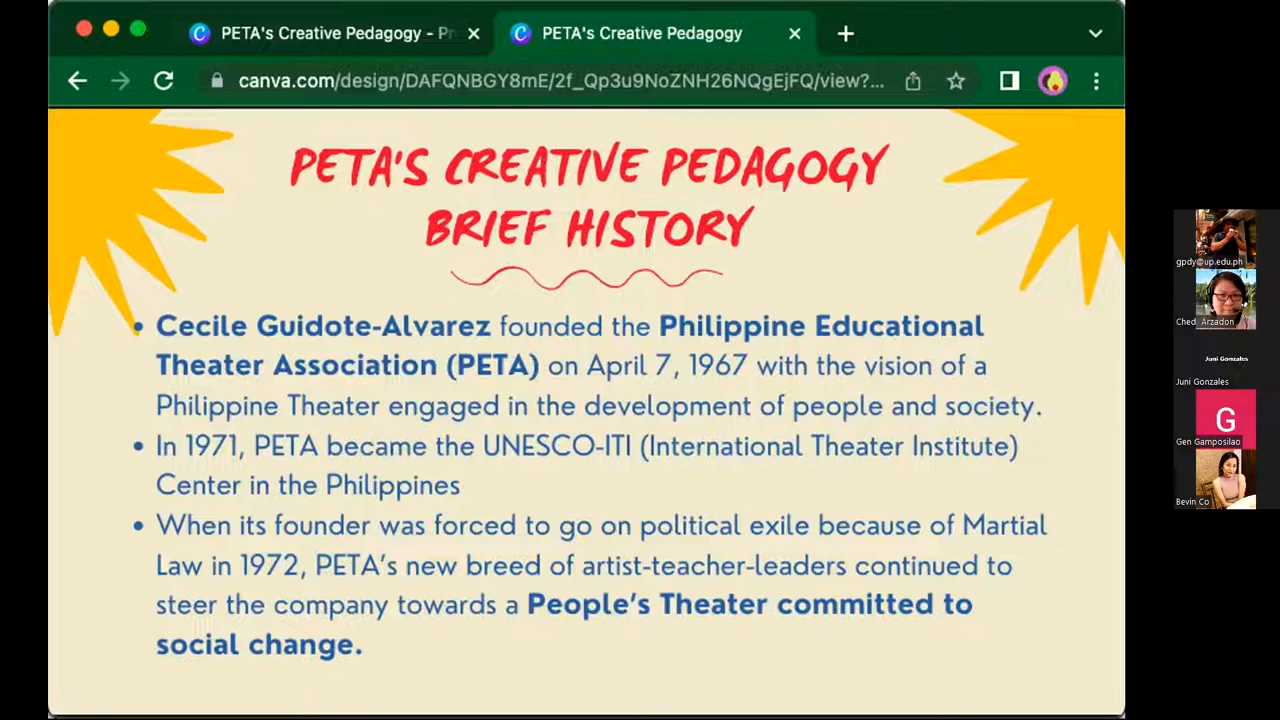 PETA's Creative Pedagogy - Pr
PETA's Creative Pedagogy
canva.com/design/DAFQNBGY8mE/2f_Qp3u9NoZNH26NQgEjFQ/view?...
PETA'S CREATIVE PEDAGOGY
BRIEF HISTORY
• Cecile Guidote-Alvarez founded the Philippine Educational
Theater Association (PETA) on April 7, 1967 with the vision of a
Philippine Theater engaged in the development of people and society.
• In 1971, PETA became the UNESCO-ITI (International Theater Institute)
Center in the Philippines
• When its founder was forced to go on political exile because of Martial
Law in 1972, PETA's new breed of artist-teacher-leaders continued to
steer the company towards a People's Theater committed to
social change.
gpdy@up.edu.ph
Ched Arzadon
Juni Gonzales
Juni Gonzales
G
Gen Gamposilao
Bevin Co